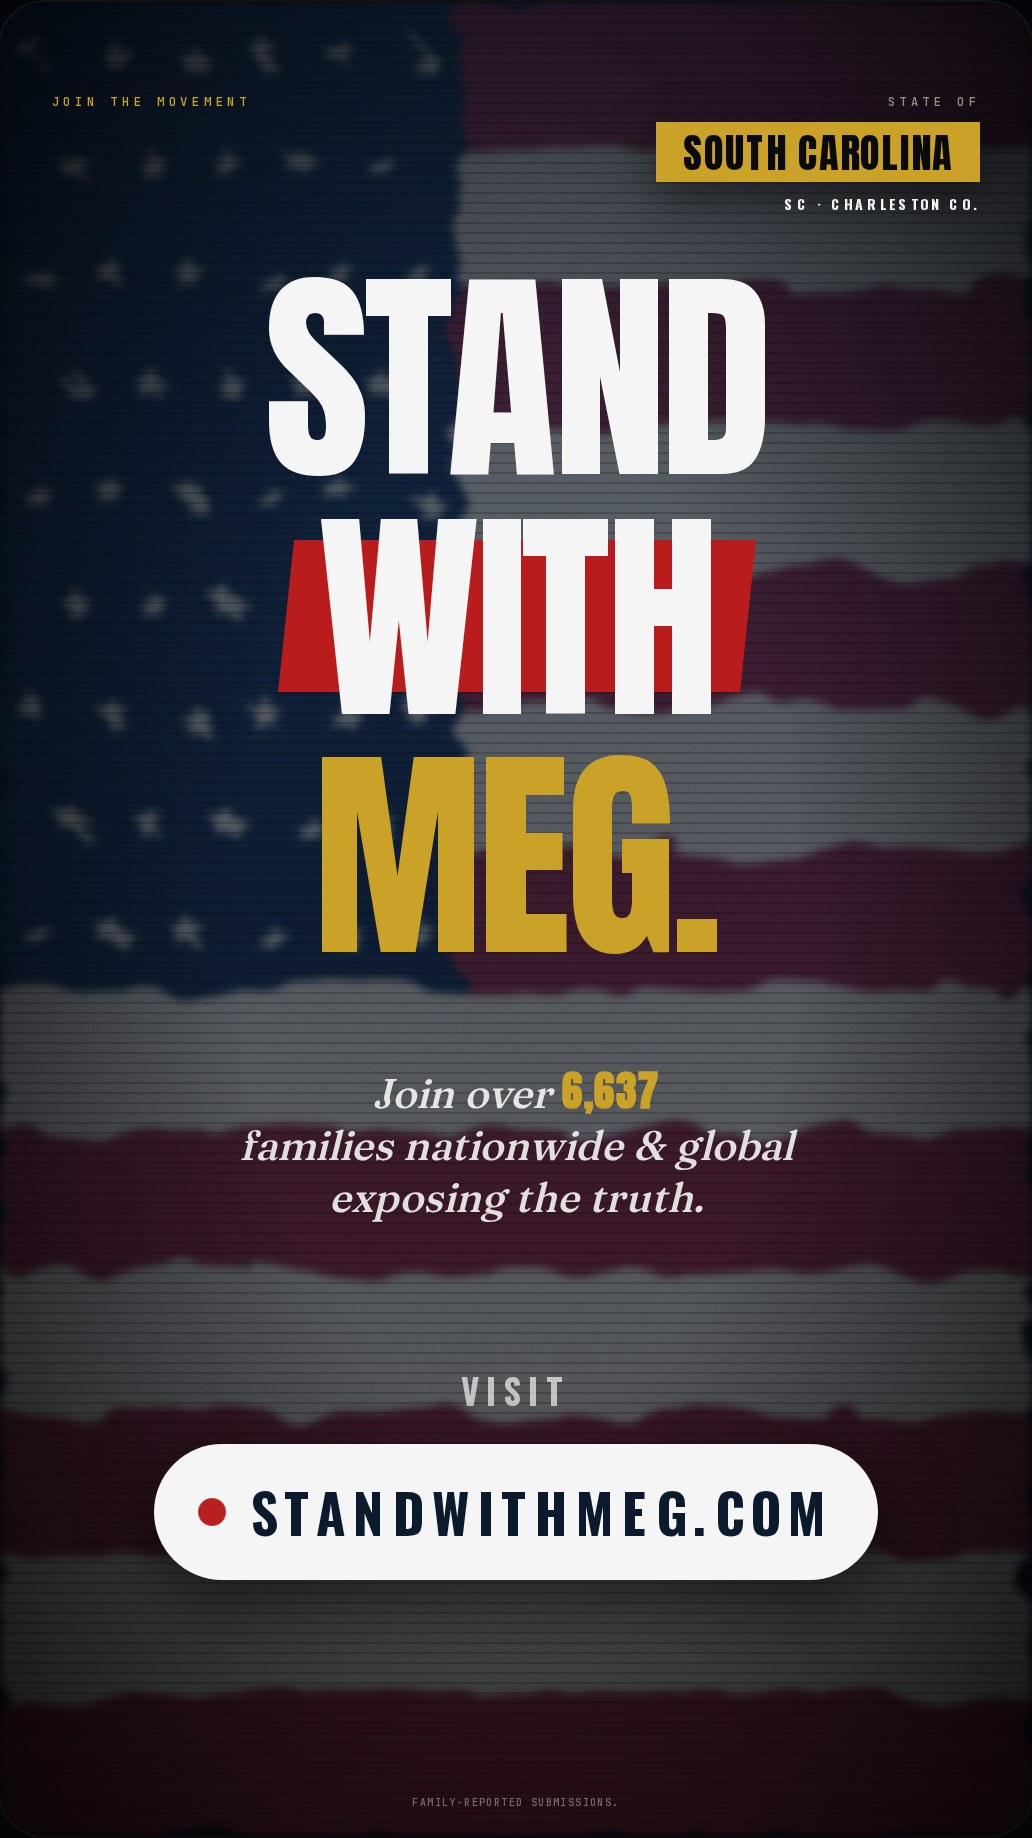 JOIN THE MOVEMENT
STATE OF
SOUTH CAROLINA
SC · CHARLESTON CO.
STAND
WITH
MEG.
Join over 6,637
families nationwide & global
exposing the truth.
VISIT
STANDWITHMEG.COM
FAMILY-REPORTED SUBMISSIONS.